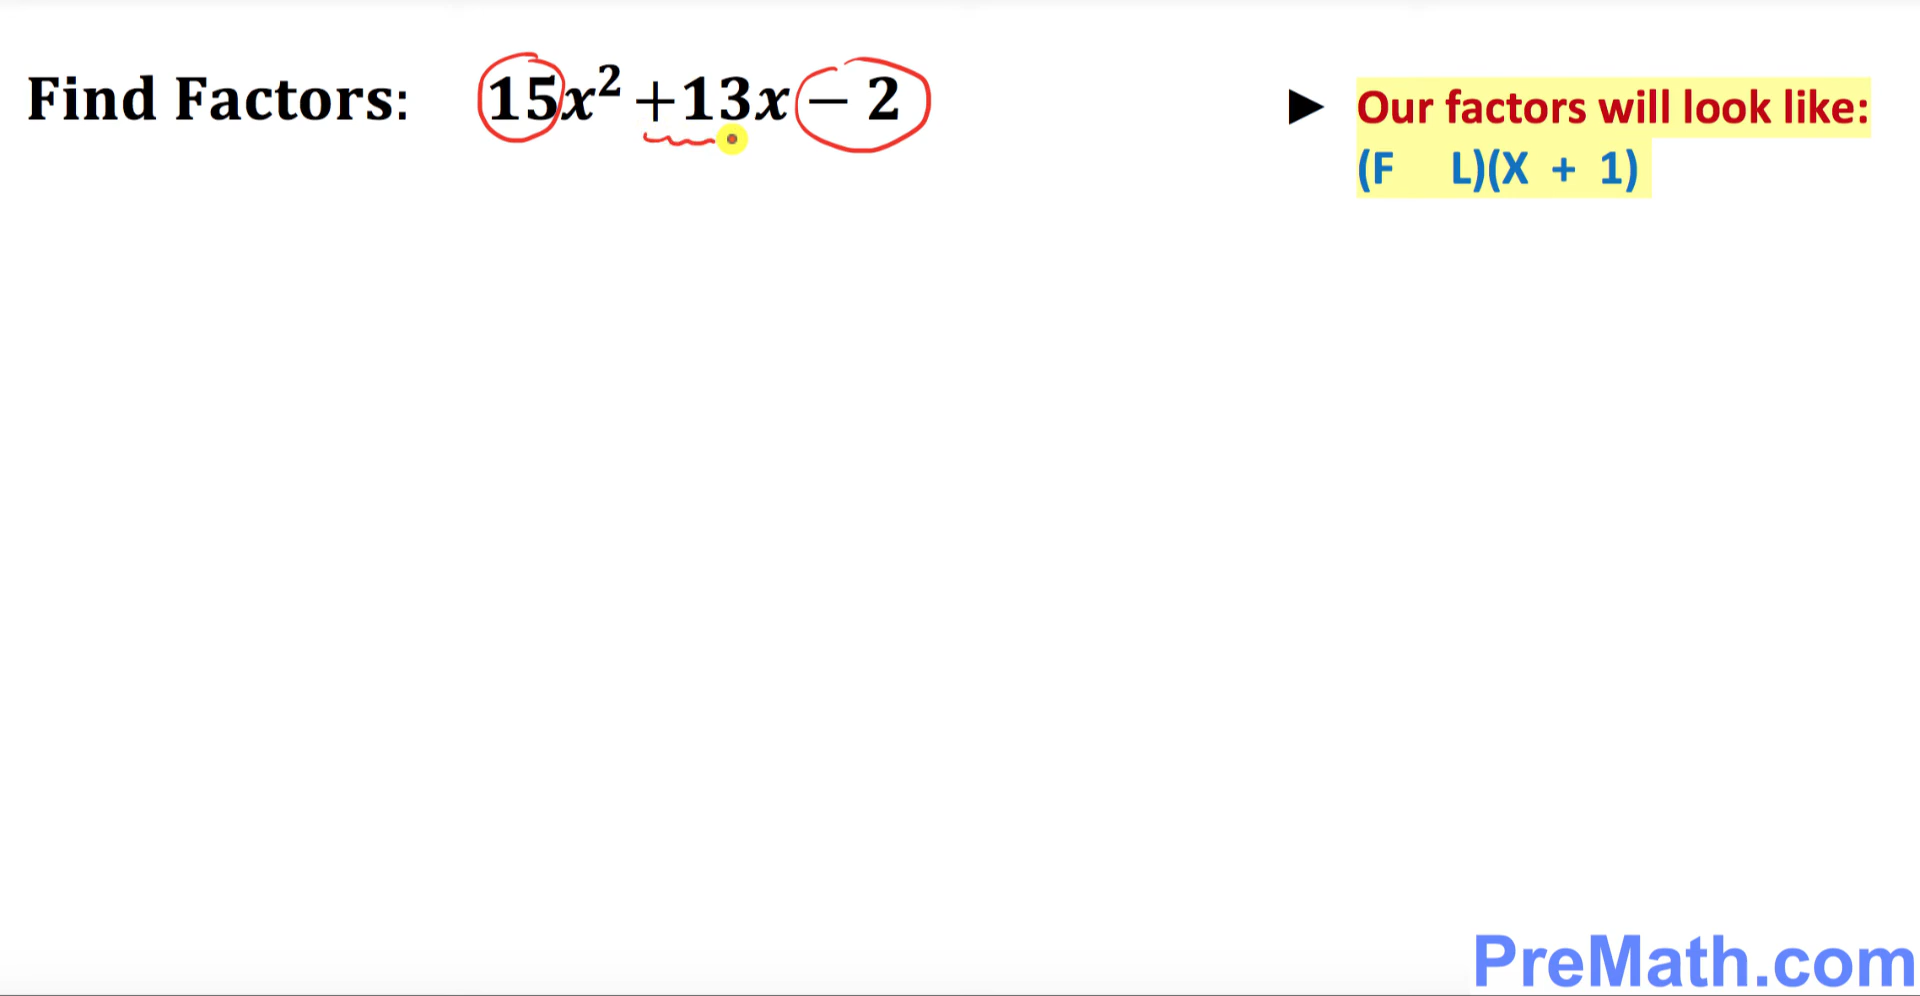 Find Factors: 15x² +13x − 2
► Our factors will look like:
(F L)(X + 1)
PreMath.com